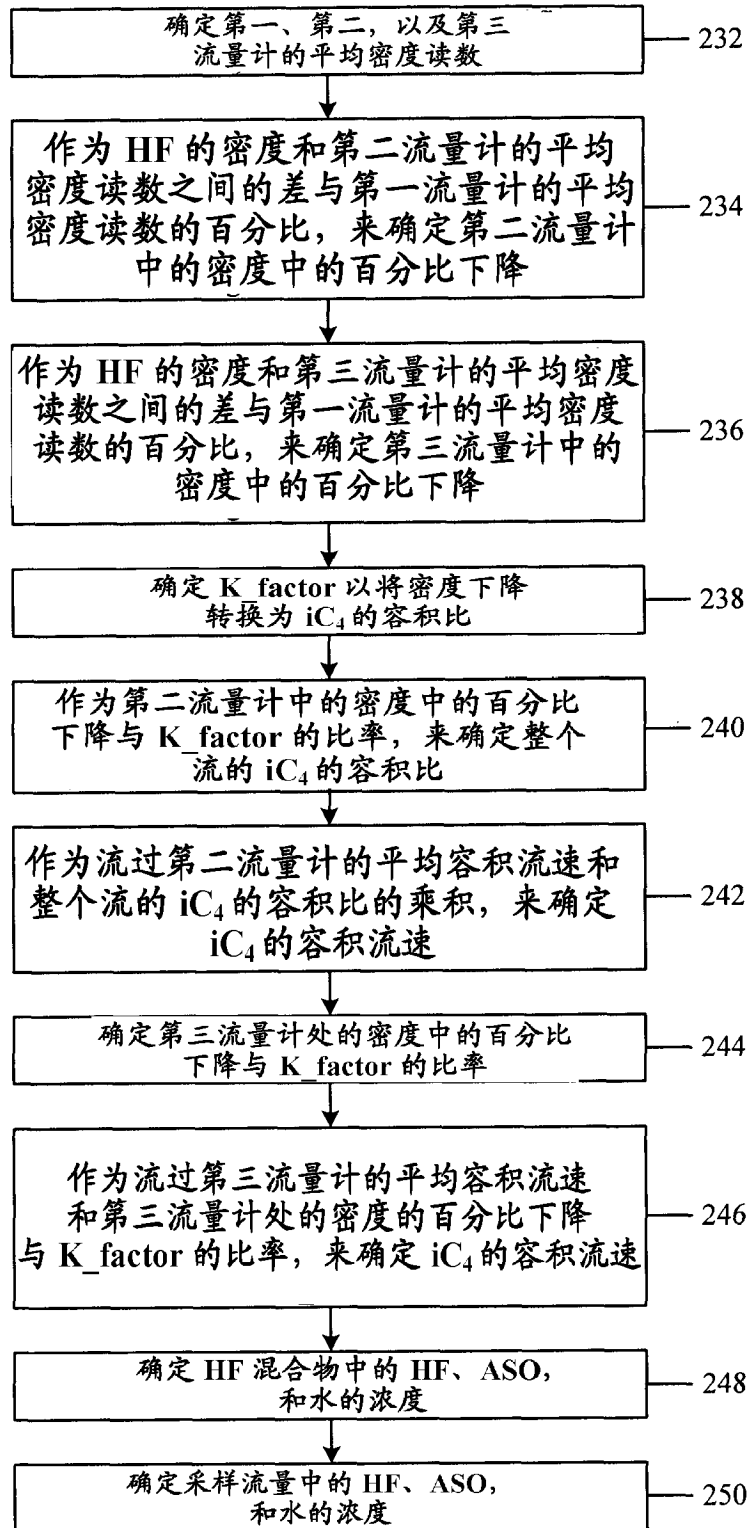 确定第一、第二，以及第三
流量计的平均密度读数
232
作为 HF 的密度和第二流量计的平均
密度读数之间的差与第一流量计的平均
密度读数的百分比，来确定第二流量计
中的密度中的百分比下降
234
作为 HF 的密度和第三流量计的平均密度
读数之间的差与第一流量计的平均密度
读数的百分比，来确定第三流量计中的
密度中的百分比下降
236
确定 K_factor 以将密度下降
转换为 iC₄ 的容积比
238
作为第二流量计中的密度中的百分比
下降与 K_factor 的比率，来确定整个
流的 iC₄ 的容积比
240
作为流过第二流量计的平均容积流速和
整个流的 iC₄ 的容积比的乘积，来确定
iC₄ 的容积流速
242
确定第三流量计处的密度中的百分比
下降与 K_factor 的比率
244
作为流过第三流量计的平均容积流速
和第三流量计处的密度的百分比下降
与 K_factor 的比率，来确定 iC₄ 的容积流速
246
确定 HF 混合物中的 HF、ASO，
和水的浓度
248
确定采样流量中的 HF、ASO，
和水的浓度
250